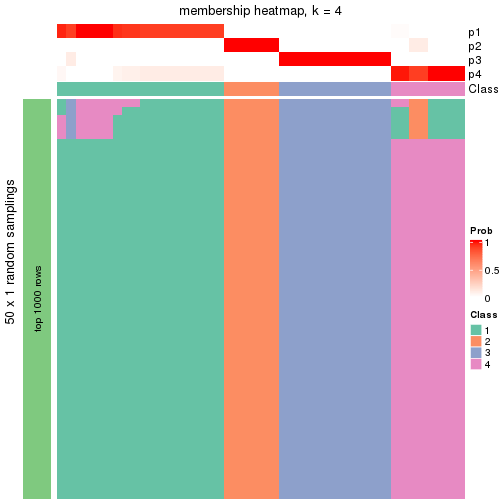 membership heatmap, k = 4
p1
p2
p3
p4
Class
50 x 1 random samplings
top 1000 rows
Prob
1
0.5
0
Class
1
2
3
4